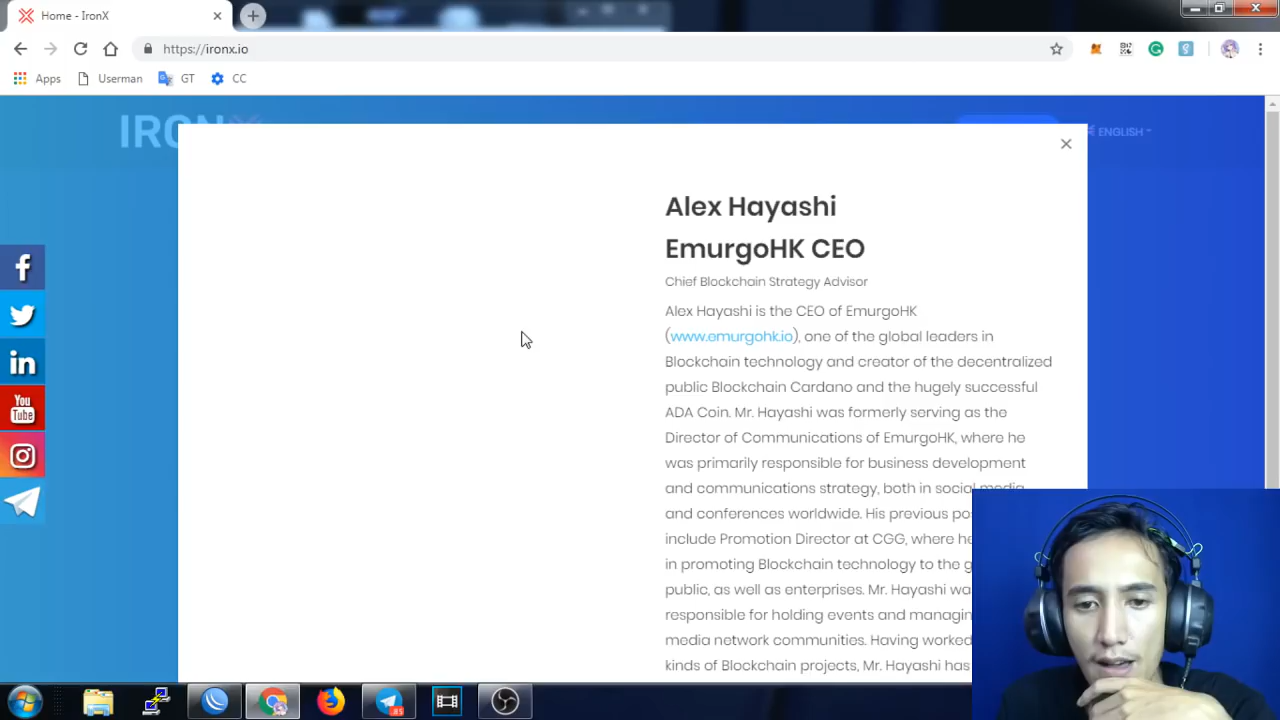 Home - IronX
https://ironx.io
Apps
Userman
GT
CC
ENGLISH
Alex Hayashi
EmurgoHK CEO
Chief Blockchain Strategy Advisor
Alex Hayashi is the CEO of EmurgoHK
(www.emurgohk.io), one of the global leaders in
Blockchain technology and creator of the decentralized
public Blockchain Cardano and the hugely successful
ADA Coin. Mr. Hayashi was formerly serving as the
Director of Communications of EmurgoHK, where he
was primarily responsible for business development
and communications strategy, both in social media
and conferences worldwide. His previous
include Promotion Director at CGG, where
in promoting Blockchain technology to the
public, as well as enterprises. Mr. Hayashi
responsible for holding events and
media network communities. Having worked
kinds of Blockchain projects, Mr. Hayashi has
You
Tube
85